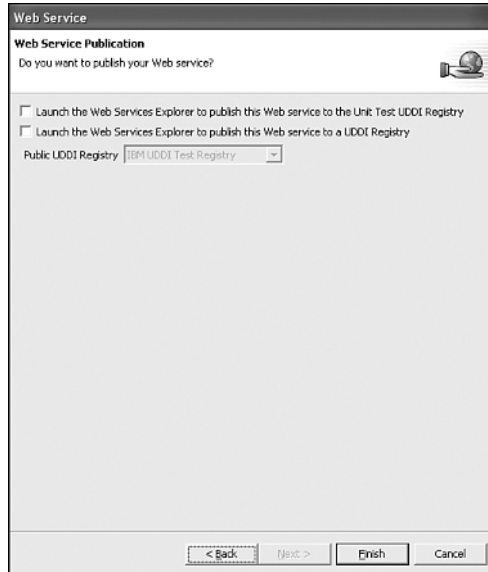 Web Service
Web Service Publication
Do you want to publish your Web service?
Launch the Web Services Explorer to publish this Web service to the Unit Test UDDI Registry
Launch the Web Services Explorer to publish this Web service to a UDDI Registry
Public UDDI Registry IBM UDDI Test Registry
< Back Next > Finish Cancel